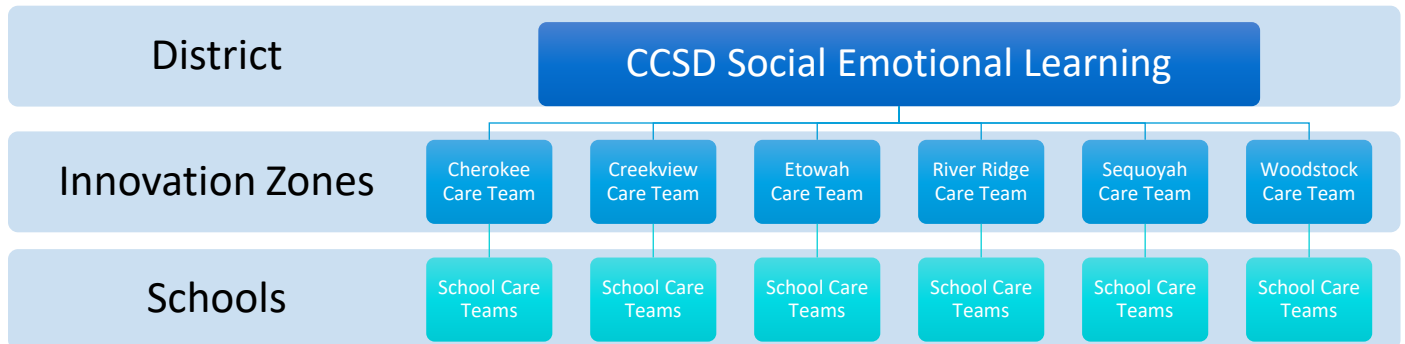 District
CCSD Social Emotional Learning
Innovation Zones
Cherokee
Care Team
Creekview
Care Team
Etowah
Care Team
River Ridge
Care Team
Sequoyah
Care Team
Woodstock
Care Team
Schools
School Care
Teams
School Care
Teams
School Care
Teams
School Care
Teams
School Care
Teams
School Care
Teams